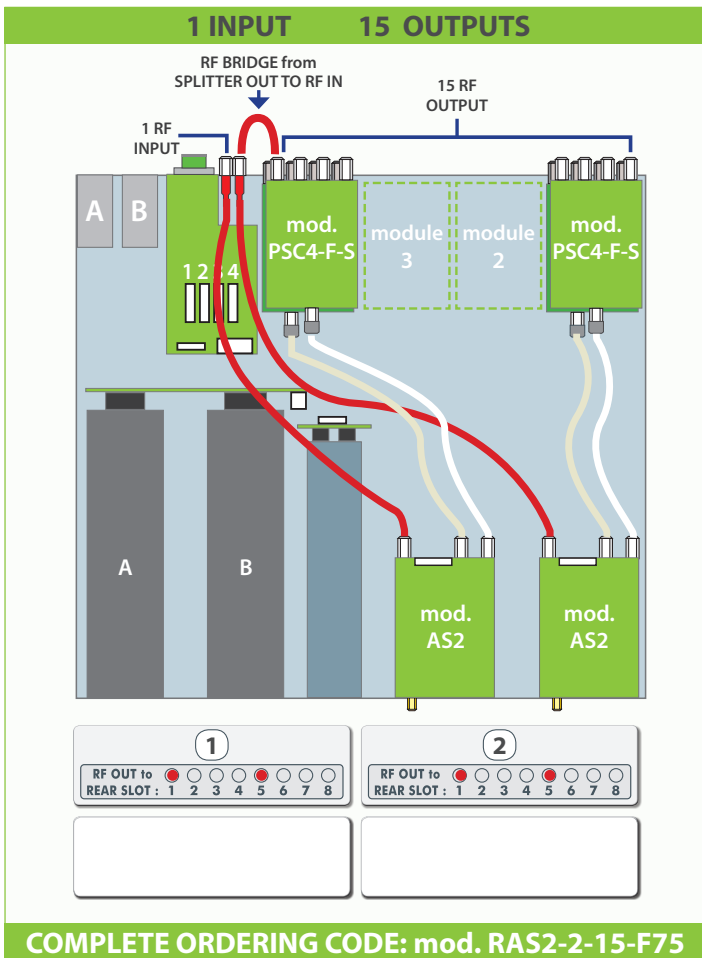 1 INPUT 15 OUTPUTS
RF BRIDGE from
SPLITTER OUT TO RF IN
15 RF
OUTPUT
1 RF
INPUT
A B
mod.
PSC4-F-S
module
3
module
2
mod.
PSC4-F-S
1 2 3 4
A
B
mod.
AS2
mod.
AS2
1
RF OUT to
REAR SLOT : 1 2 3 4 5 6 7 8
2
RF OUT to
REAR SLOT : 1 2 3 4 5 6 7 8
COMPLETE ORDERING CODE: mod. RAS2-2-15-F75